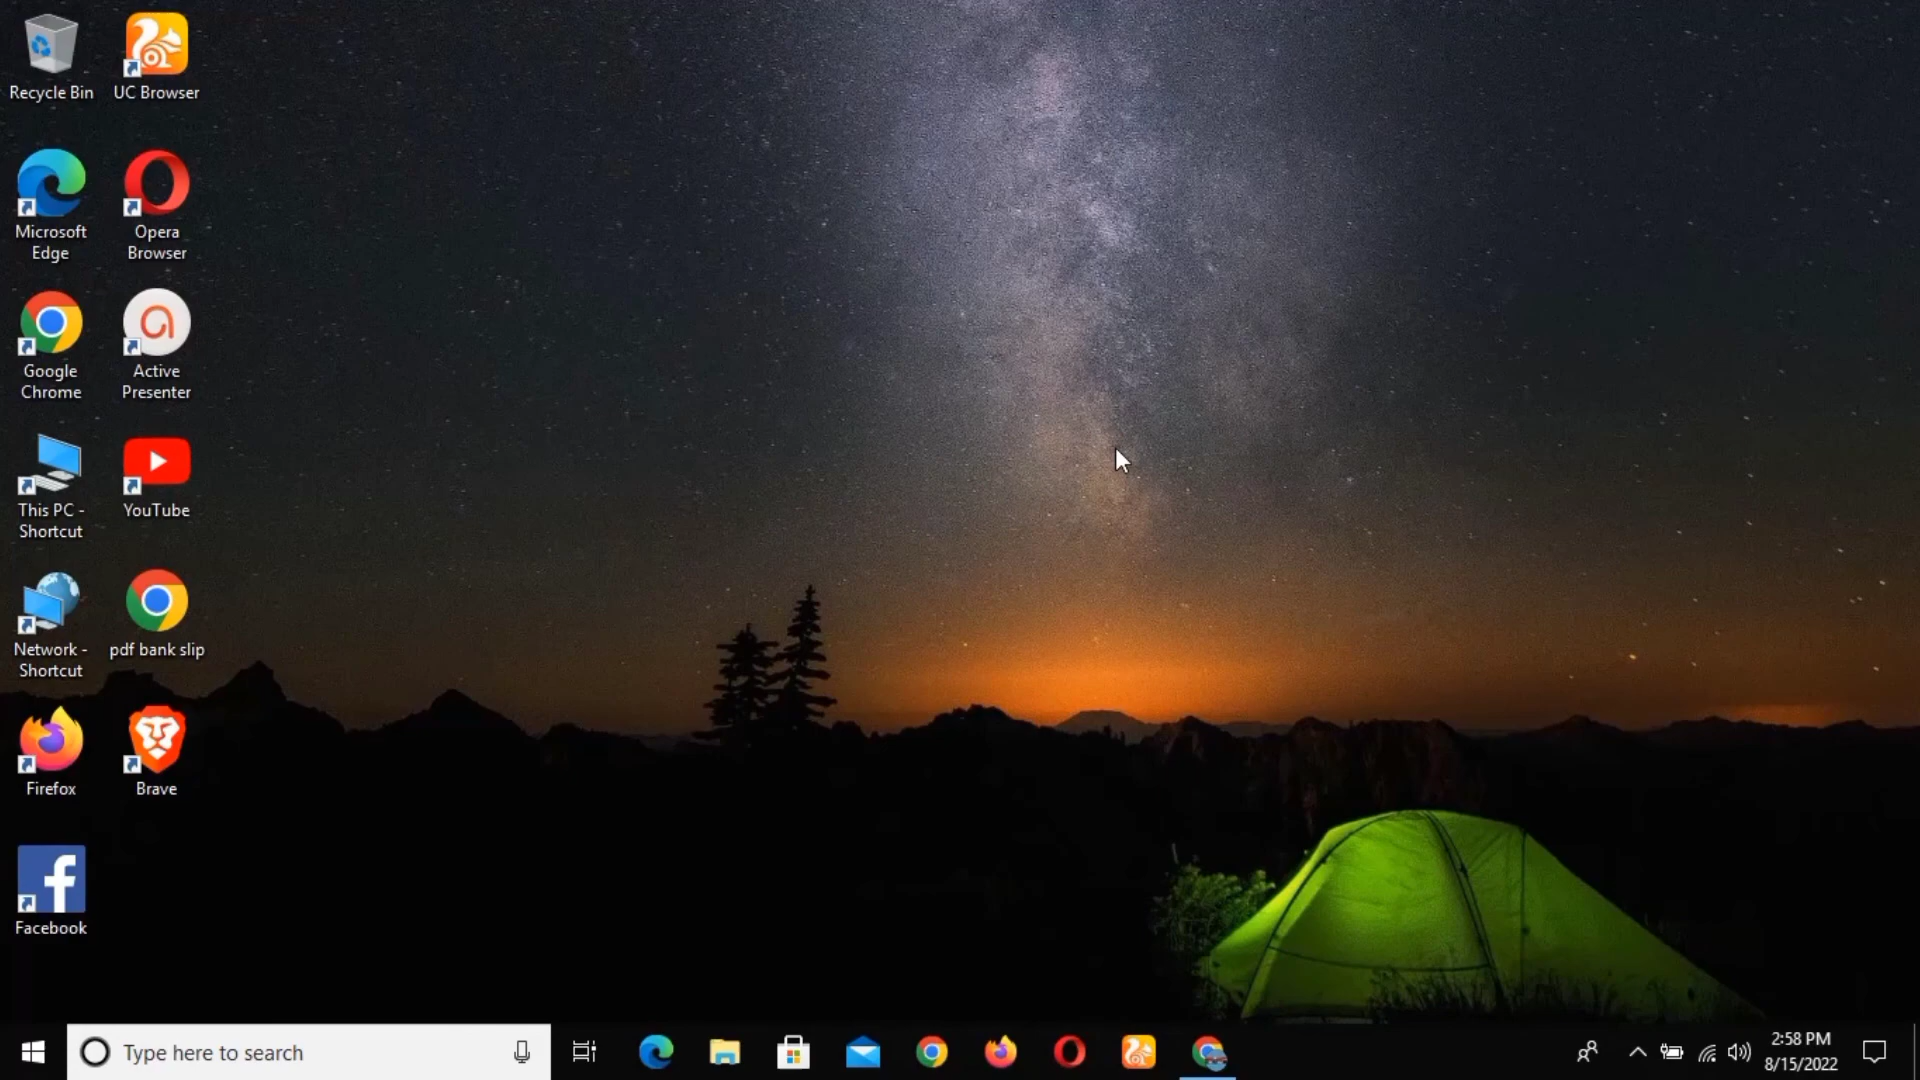 Recycle Bin
UC Browser
Microsoft
Edge
Opera
Browser
Google
Chrome
Active
Presenter
This PC -
Shortcut
YouTube
Network -
Shortcut
pdf bank slip
Firefox
Brave
Facebook
Type here to search
2:58 PM
8/15/2022